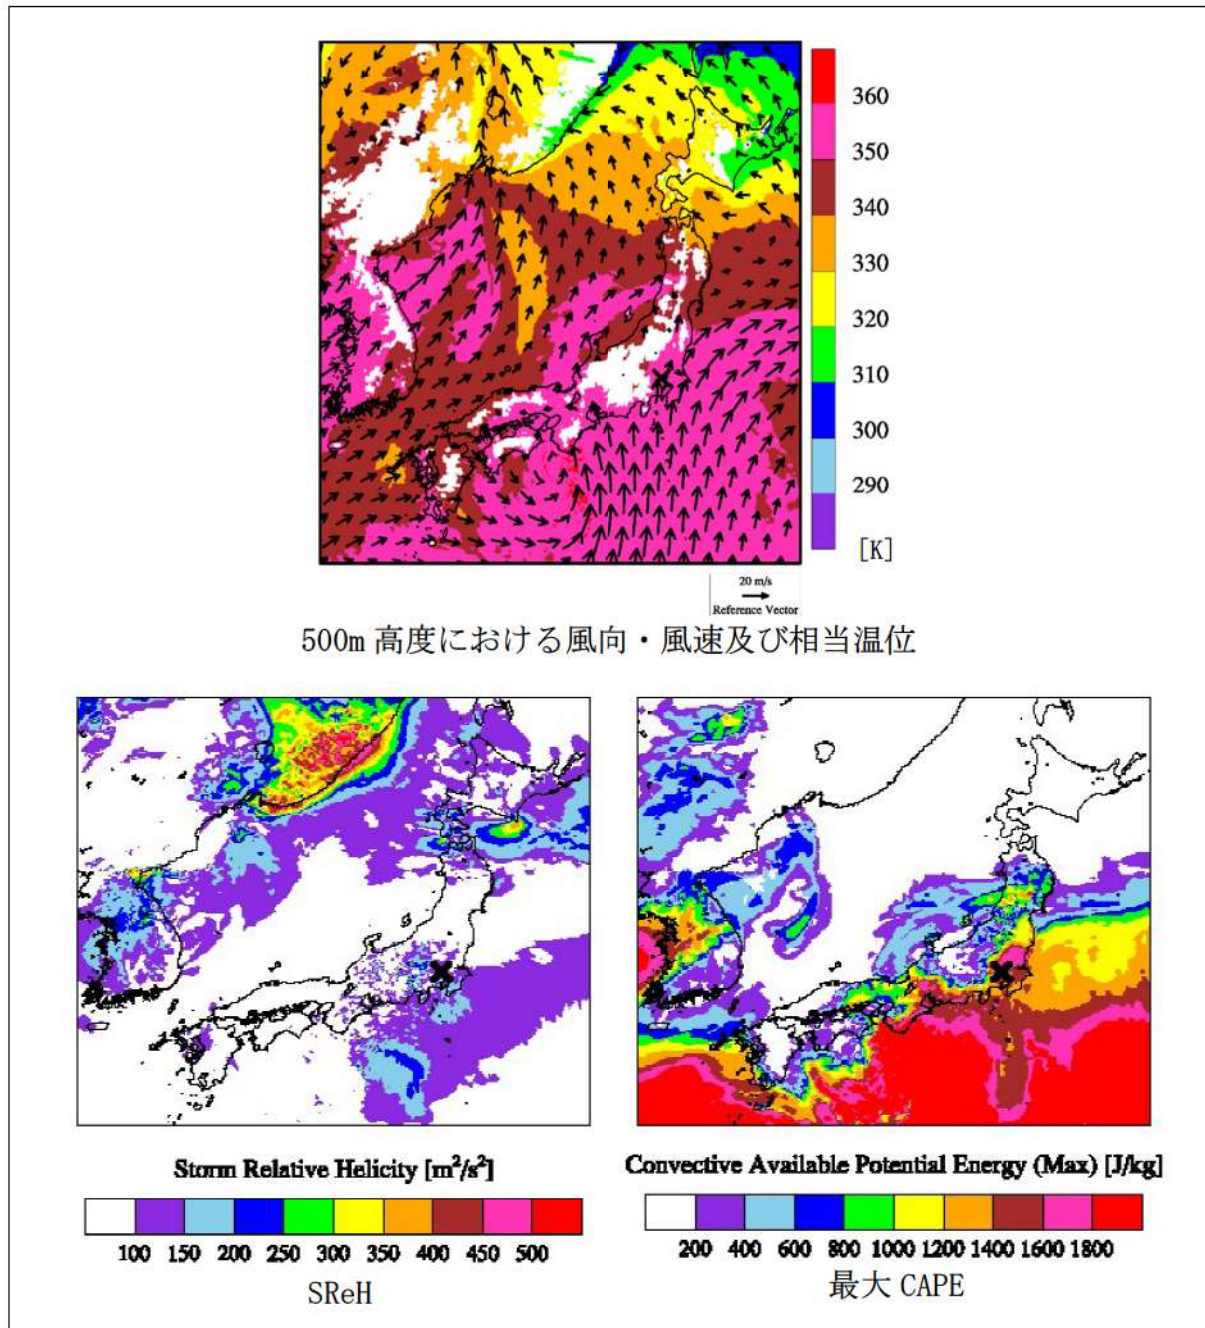 360
350
340
330
320
310
300
290
[K]
20 m/s
Reference Vector
500m 高度における風向・風速及び相当温位
Storm Relative Helicity [m²/s²]
100 150 200 250 300 350 400 450 500
SReH
Convective Available Potential Energy (Max) [J/kg]
200 400 600 800 1000 1200 1400 1600 1800
最大 CAPE